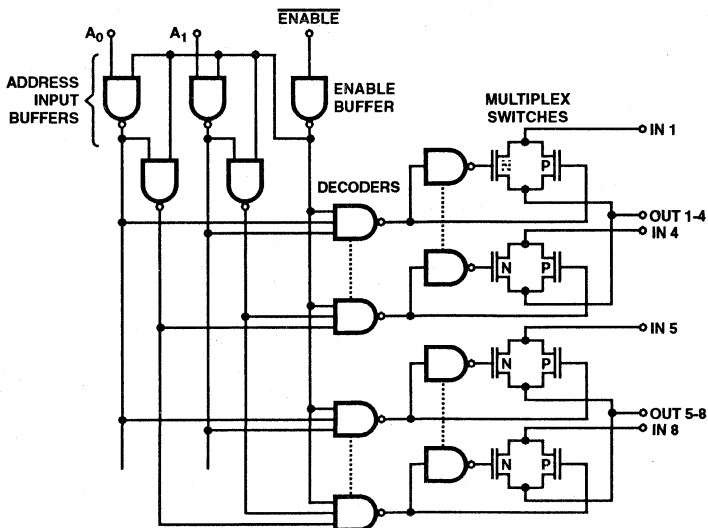 ENABLE
A0
A1
ADDRESS
INPUT
BUFFERS
ENABLE
BUFFER
MULTIPLEX
SWITCHES
IN 1
P
DECODERS
OUT 1-4
IN 4
N
P
IN 5
N
P
OUT 5-8
IN 8
N
P